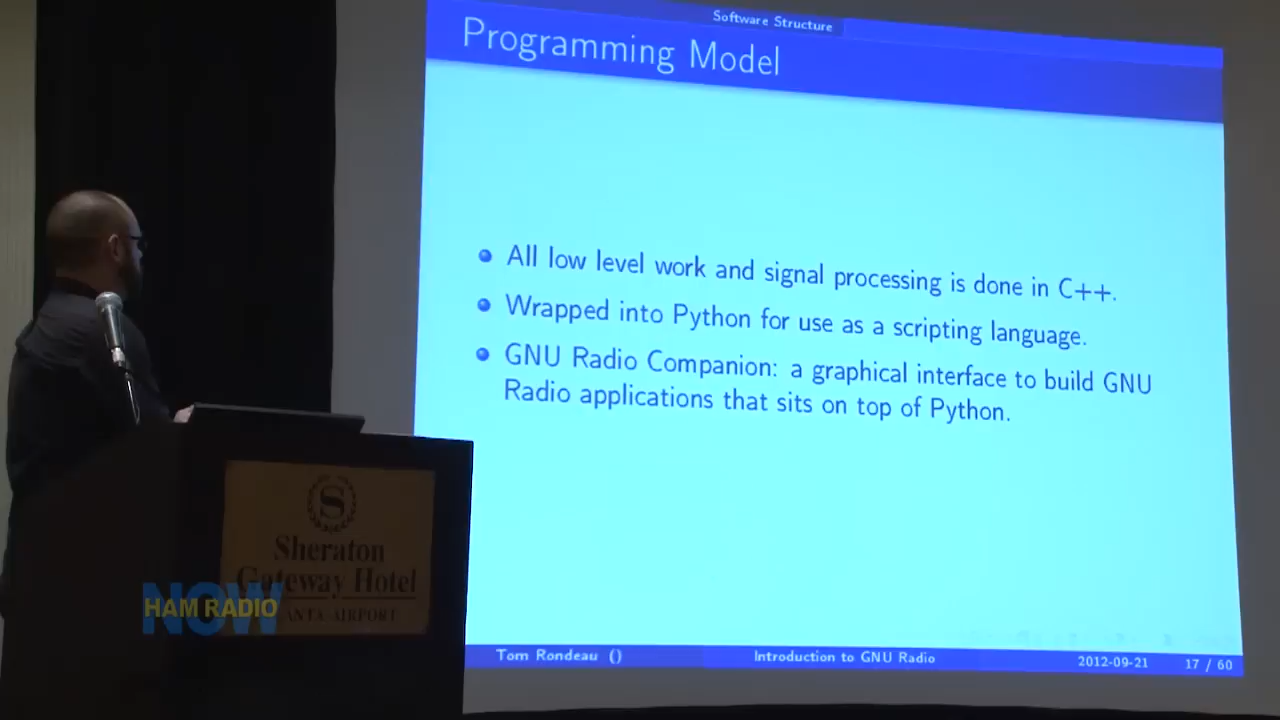 Software Structure
Programming Model
All low level work and signal processing is done in C++.
Wrapped into Python for use as a scripting language.
GNU Radio Companion: a graphical interface to build GNU
Radio applications that sits on top of Python.
Tom Rondeau () Introduction to GNU Radio 2012-09-21 17 / 60
S
Sheraton
Gateway Hotel
AIRPORT
NOW
HAM RADIO